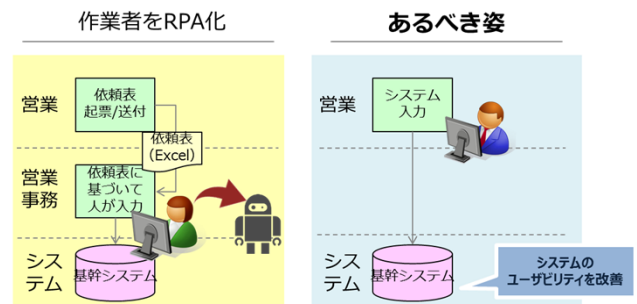 作業者をRPA化
営業
依頼表
起票/送付
依頼表
（Excel）
営業
事務
依頼表に
基づいて
人が入力
シス
テム
基幹システム
あるべき姿
営業
システム
入力
シス
テム
基幹システム
システムの
ユーザビリティを改善